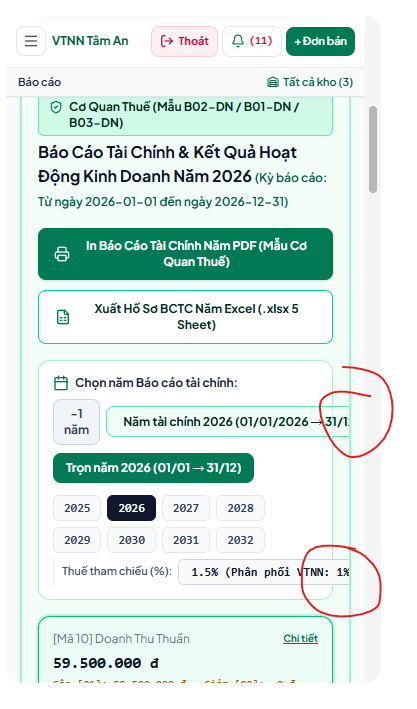 VTNN Tâm An
Thoát
(11)
+ Đơn bán
Báo cáo
Tất cả kho (3)
Cơ Quan Thuế (Mẫu B02-DN / B01-DN /
B03-DN)
Báo Cáo Tài Chính & Kết Quả Hoạt
Động Kinh Doanh Năm 2026 (Kỳ báo cáo:
Từ ngày 2026-01-01 đến ngày 2026-12-31)
In Báo Cáo Tài Chính Năm PDF (Mẫu Cơ
Quan Thuế)
Xuất Hồ Sơ BCTC Năm Excel (.xlsx 5
Sheet)
Chọn năm Báo cáo tài chính:
-1
năm
Năm tài chính 2026 (01/01/2026 → 31/1
Trọn năm 2026 (01/01 → 31/12)
2025 2026 2027 2028
2029 2030 2031 2032
Thuế tham chiếu (%): 1.5% (Phân phối VTNN: 1%
[Mã 10] Doanh Thu Thuần
Chi tiết
59.500.000 đ